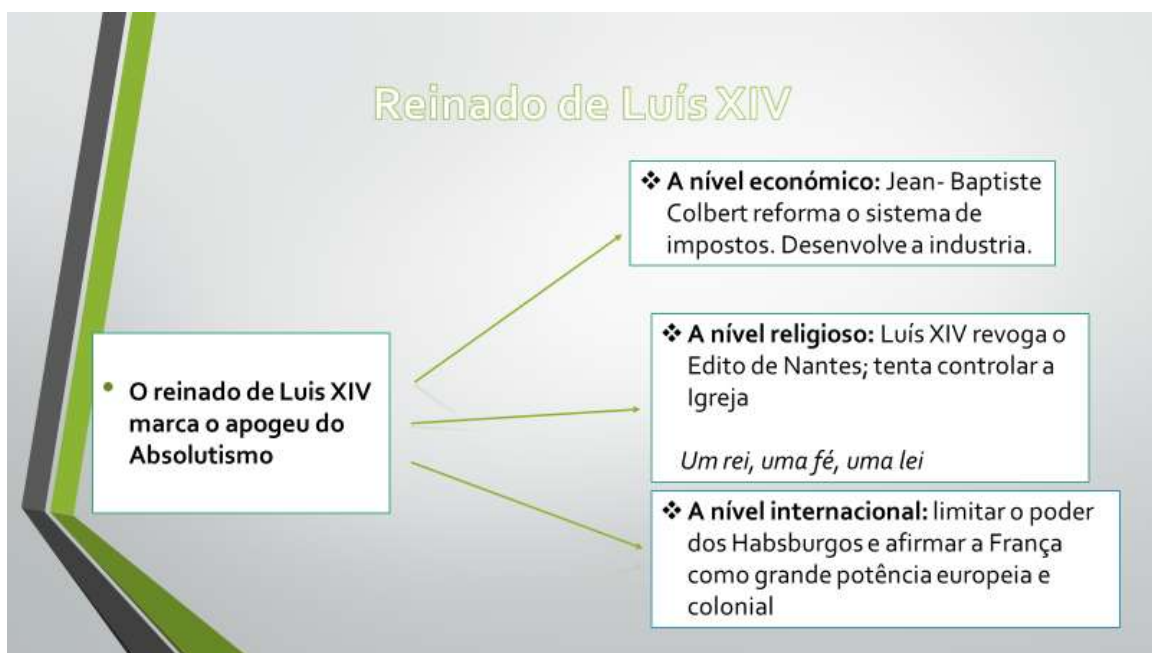 Reinado de Luís XIV
• O reinado de Luis XIV
marca o apogeu do
Absolutismo
❖ A nível económico: Jean- Baptiste
Colbert reforma o sistema de
impostos. Desenvolve a industria.
❖ A nível religioso: Luís XIV revoga o
Edito de Nantes; tenta controlar a
Igreja
Um rei, uma fé, uma lei
❖ A nível internacional: limitar o poder
dos Habsburgos e afirmar a França
como grande potência europeia e
colonial